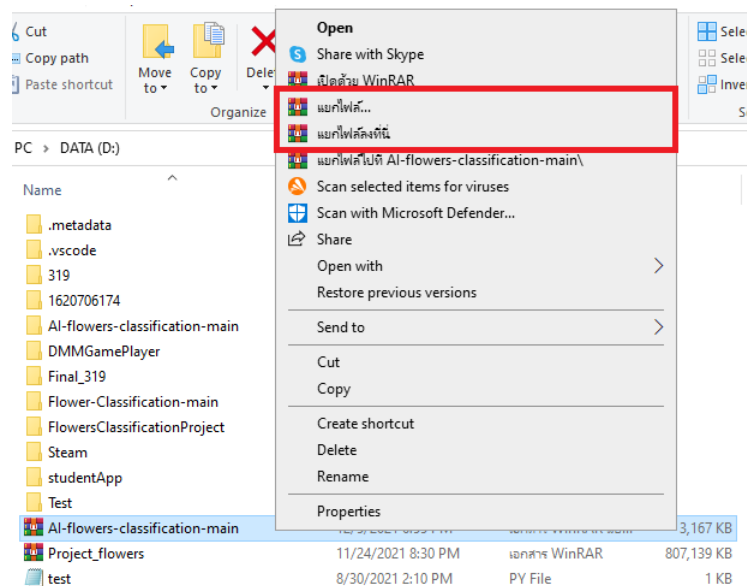 Cut
Copy path
Paste shortcut
Move to
Copy to
Organize
PC > DATA (D:)
Name
.metadata
.vscode
319
1620706174
AI-flowers-classification-main
DMMGamePlayer
Final_319
Flower-Classification-main
FlowersClassificationProject
Steam
studentApp
Test
AI-flowers-classification-main 3,167 KB
Project_flowers 11/24/2021 8:30 PM เอกสาร WinRAR 807,139 KB
test 8/30/2021 2:10 PM PY File 1 KB
Open
Share with Skype
เปิดด้วย WinRAR
แยกไฟล์...
แยกไฟล์ลงที่นี่
แยกไฟล์ไปที่ AI-flowers-classification-main\
Scan selected items for viruses
Scan with Microsoft Defender...
Share
Open with
Restore previous versions
Send to
Cut
Copy
Create shortcut
Delete
Rename
Properties